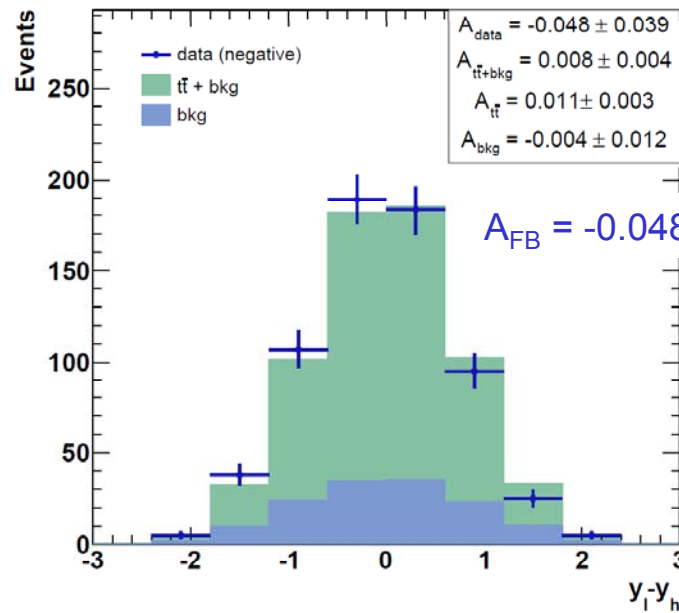 A_data = -0.048 ± 0.039
A_tt̄+bkg = 0.008 ± 0.004
A_tt̄ = 0.011± 0.003
A_bkg = -0.004 ± 0.012
data (negative)
tt̄ + bkg
bkg
A_FB = -0.048
Events
250
200
150
100
50
0
-3 -2 -1 0 1 2 3
y_l-y_h